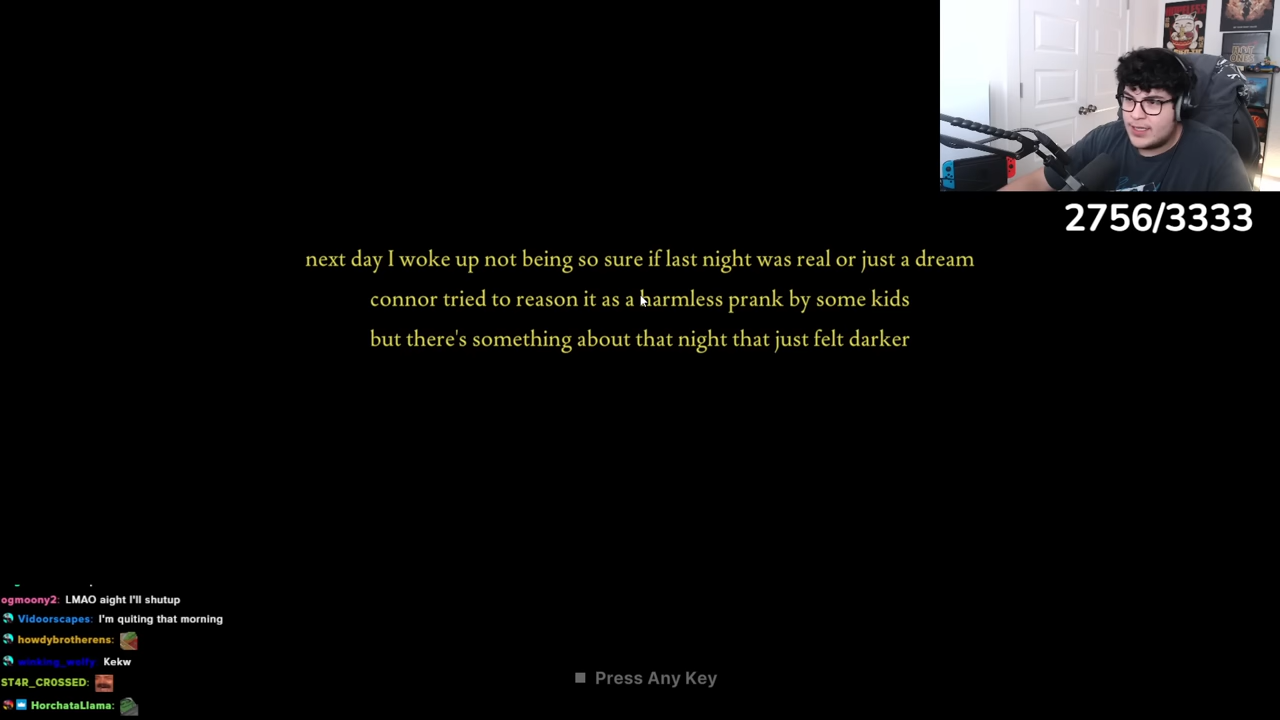 2756/3333
next day I woke up not being so sure if last night was real or just a dream
connor tried to reason it as a harmless prank by some kids
but there's something about that night that just felt darker
ogmoony2: LMAO aight I'll shutup
Vidoorscapes: I'm quiting that morning
howdybrotherens:
winking_wolfy: Kekw
ST4R_CR0SSED:
HorchataLlama:
Press Any Key